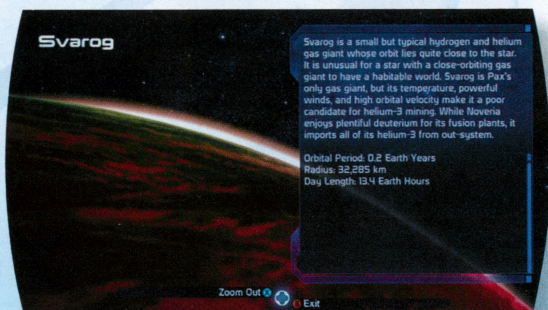 Svarog
Svarog is a small but typical hydrogen and helium
gas giant whose orbit lies quite close to the star.
It is unusual for a star with a close-orbiting gas
giant to have a habitable world. Svarog is Pax's
only gas giant, but its temperature, powerful
winds, and high orbital velocity make it a poor
candidate for helium-3 mining. While Noveria
enjoys plentiful deuterium for its fusion plants, it
imports all of its helium-3 from out-system.
Orbital Period: 0.2 Earth Years
Radius: 32,285 km
Day Length: 13.4 Earth Hours
Zoom Out
Exit